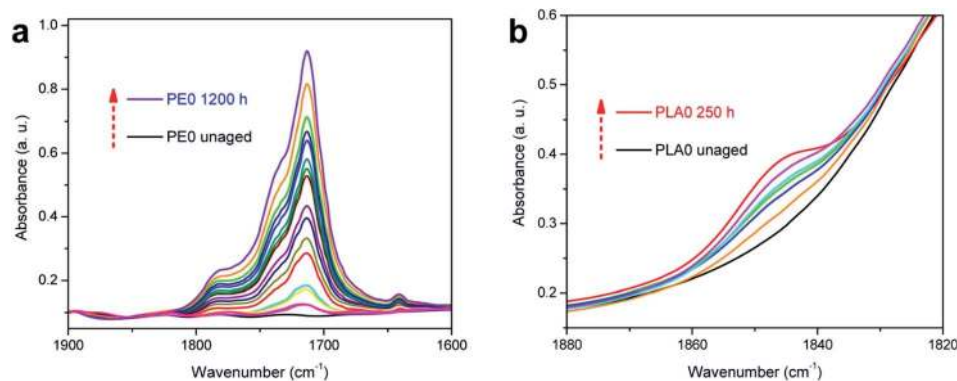 a
1.0
0.8
0.6
0.4
0.2
Absorbance (a. u.)
PE0 1200 h
PE0 unaged
1900
1800
1700
1600
Wavenumber (cm-1)
b
0.6
0.5
0.4
0.3
0.2
Absorbance (a. u.)
PLA0 250 h
PLA0 unaged
1880
1860
1840
1820
Wavenumber (cm-1)